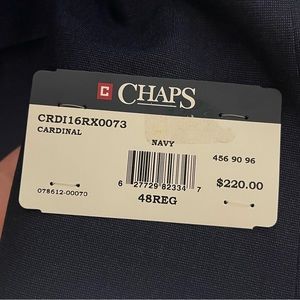 C CHAPS
CRDI16RX0073
CARDINAL
NAVY
456 90 96
6 27729 82334 7
$220.00
078612-00070
48REG